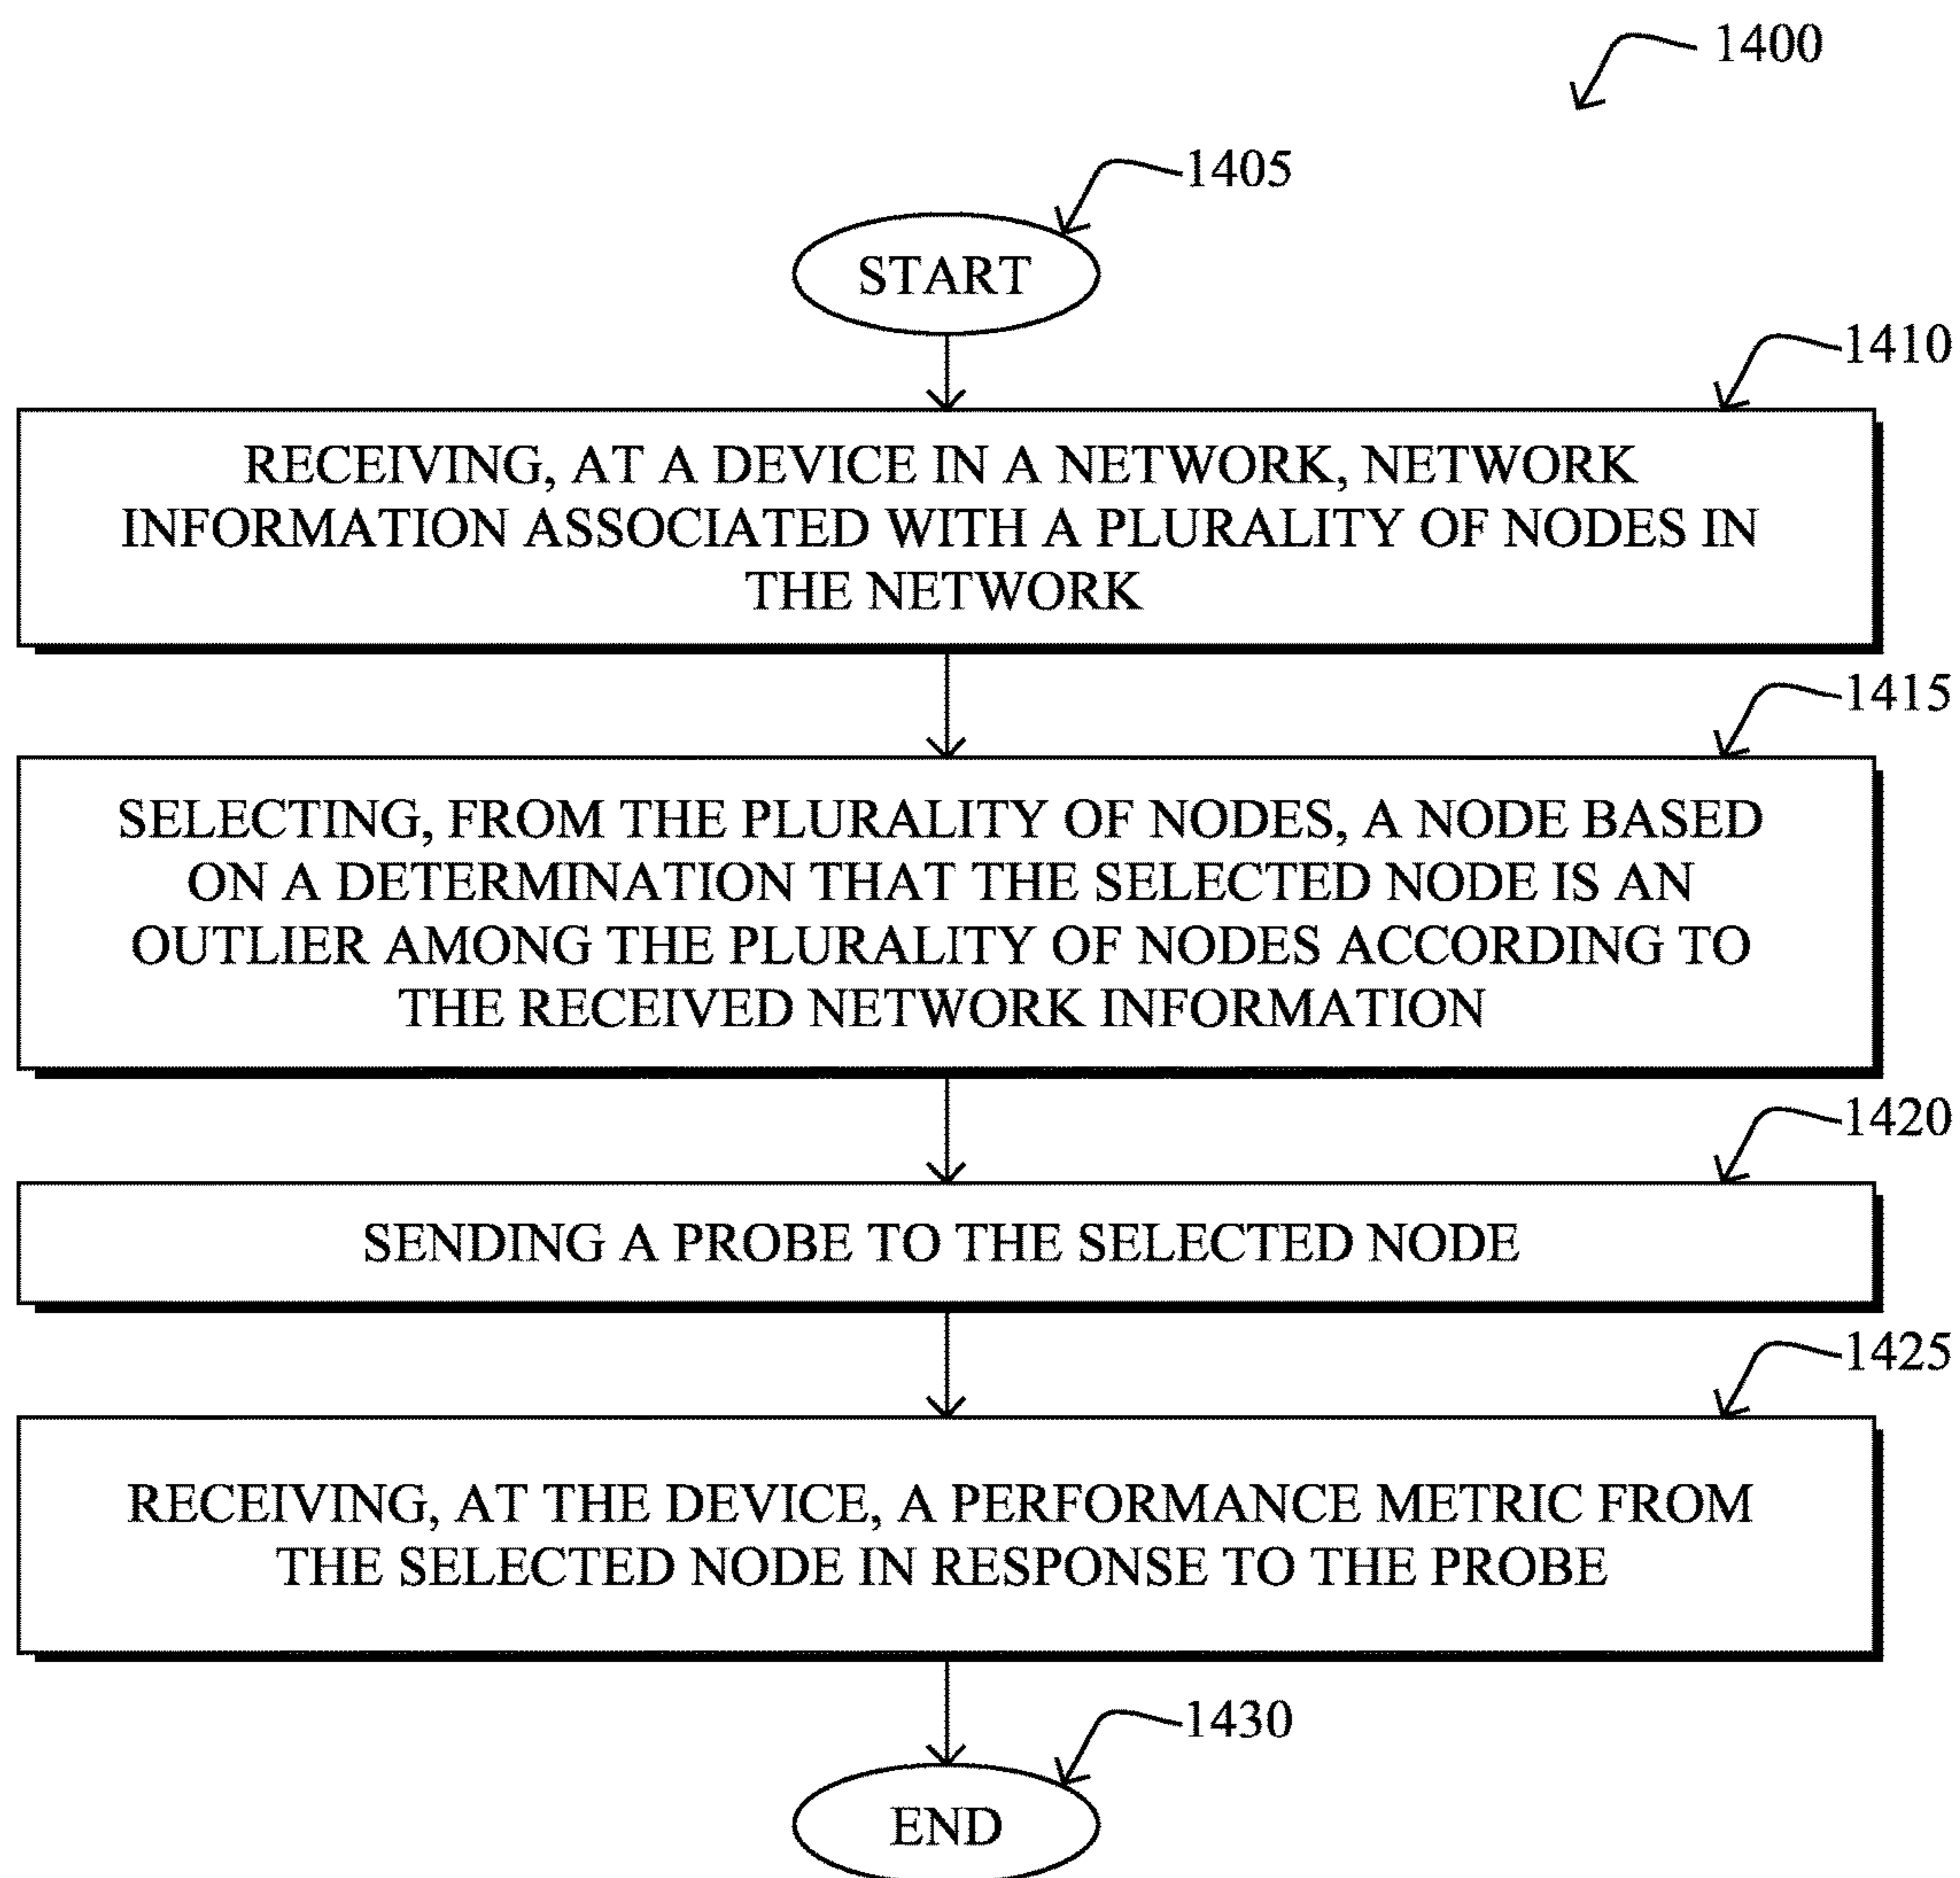 1400
1405
START
1410
RECEIVING, AT A DEVICE IN A NETWORK, NETWORK
INFORMATION ASSOCIATED WITH A PLURALITY OF NODES IN
THE NETWORK
1415
SELECTING, FROM THE PLURALITY OF NODES, A NODE BASED
ON A DETERMINATION THAT THE SELECTED NODE IS AN
OUTLIER AMONG THE PLURALITY OF NODES ACCORDING TO
THE RECEIVED NETWORK INFORMATION
1420
SENDING A PROBE TO THE SELECTED NODE
1425
RECEIVING, AT THE DEVICE, A PERFORMANCE METRIC FROM
THE SELECTED NODE IN RESPONSE TO THE PROBE
1430
END